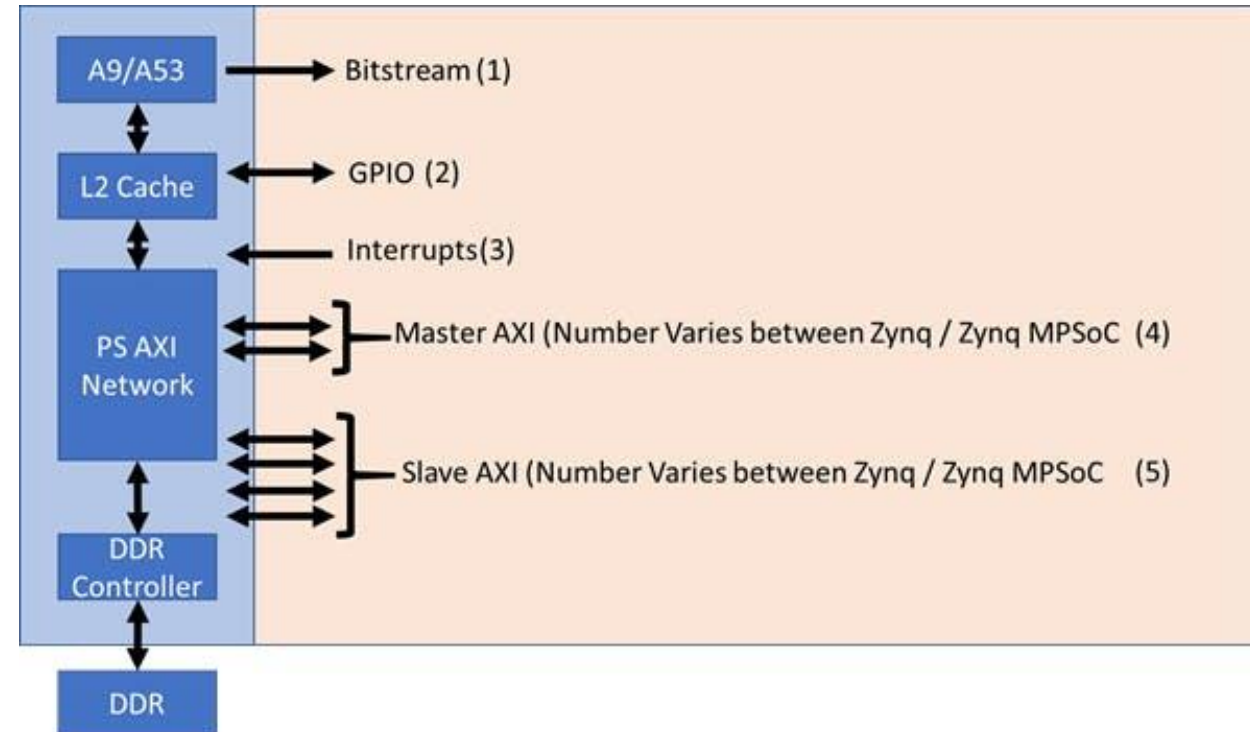 A9/A53
Bitstream (1)
L2 Cache
GPIO (2)
Interrupts(3)
PS AXI
Network
Master AXI (Number Varies between Zynq / Zynq MPSoC (4)
Slave AXI (Number Varies between Zynq / Zynq MPSoC (5)
DDR
Controller
DDR